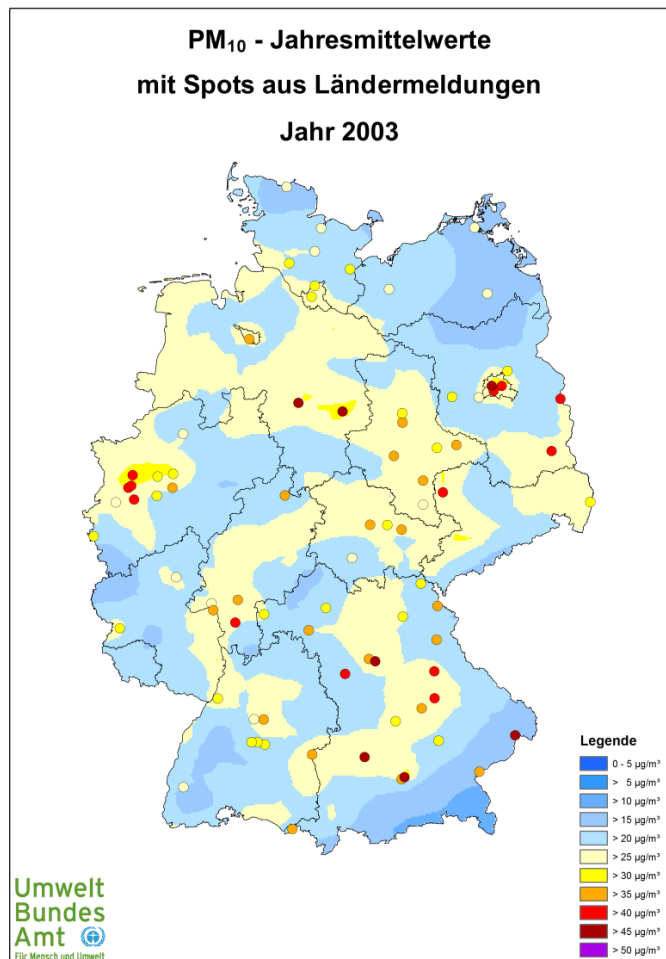 PM₁₀ - Jahresmittelwerte
mit Spots aus Ländermeldungen
Jahr 2003
Legende
0 - 5 µg/m³
> 5 µg/m³
> 10 µg/m³
> 15 µg/m³
> 20 µg/m³
> 25 µg/m³
> 30 µg/m³
> 35 µg/m³
> 40 µg/m³
> 45 µg/m³
> 50 µg/m³
Umwelt
Bundes
Amt
Für Mensch und Umwelt